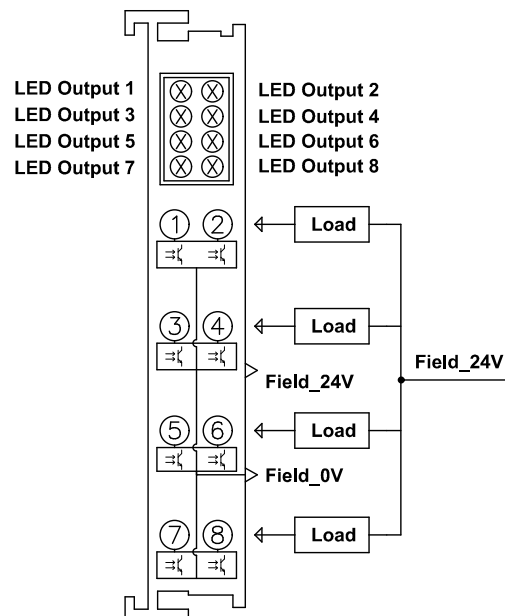 LED Output 1 LED Output 2
LED Output 3 LED Output 4
LED Output 5 LED Output 6
LED Output 7 LED Output 8
1 2 Load
3 4 Load
Field_24V
Field_24V
5 6 Load
Field_0V
7 8 Load